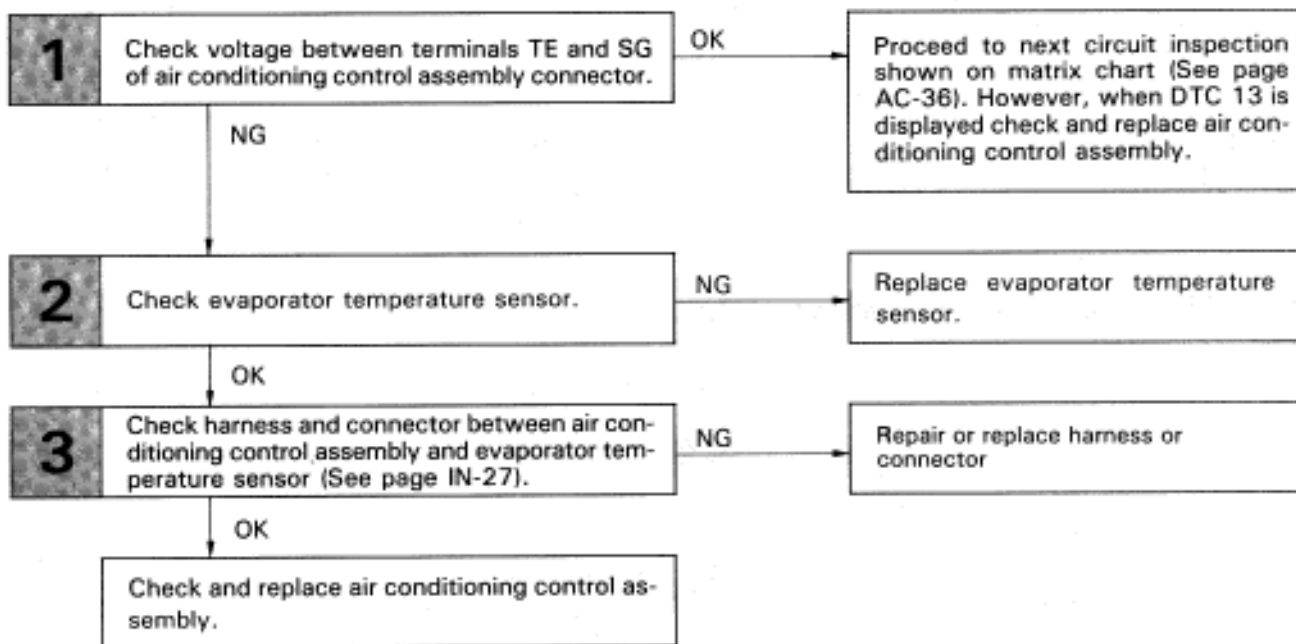 1
Check voltage between terminals TE and SG
of air conditioning control assembly connector.
OK
Proceed to next circuit inspection
shown on matrix chart (See page
AC-36). However, when DTC 13 is
displayed check and replace air con-
ditioning control assembly.
NG
2
Check evaporator temperature sensor.
NG
Replace evaporator temperature
sensor.
OK
3
Check harness and connector between air con-
ditioning control assembly and evaporator tem-
perature sensor (See page IN-27).
NG
Repair or replace harness or
connector
OK
Check and replace air conditioning control as-
sembly.